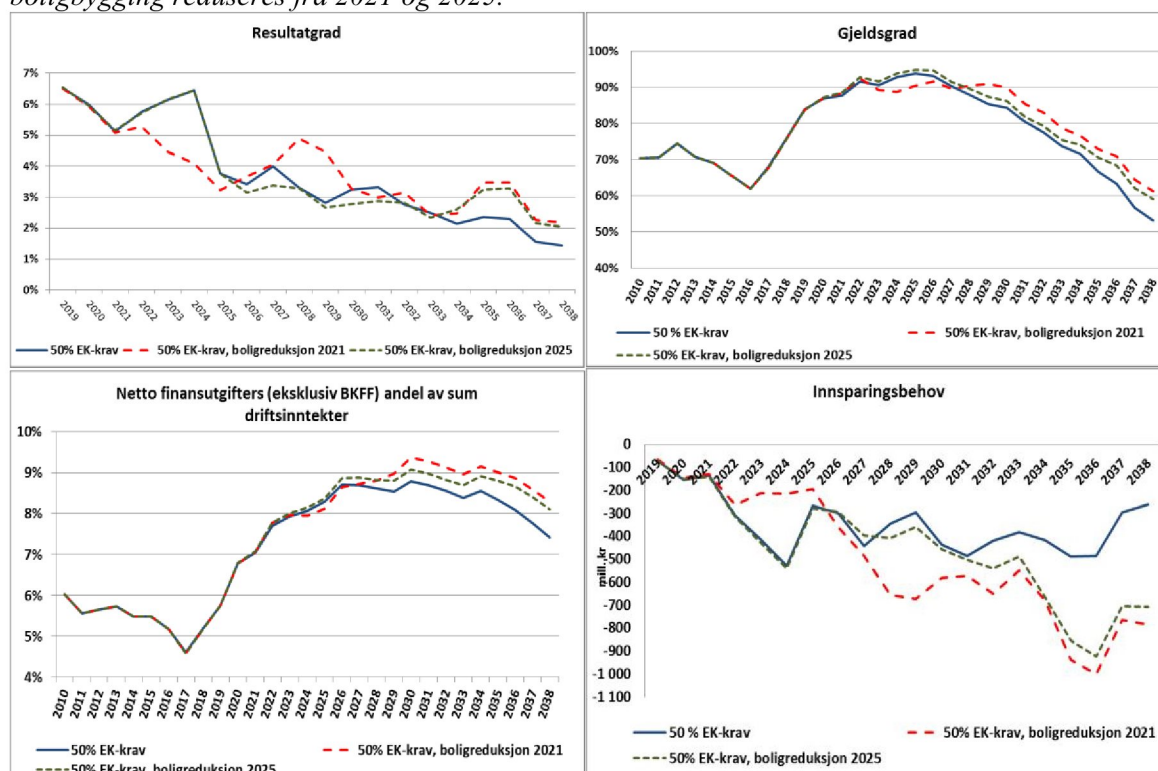 boligbygging reduseres fra 2021 og 2025.
Resultatgrad
7%
6%
5%
4%
3%
2%
1%
0%
2019 2020 2021 2022 2023 2024 2025 2026 2027 2028 2029 2030 2031 2032 2033 2034 2035 2036 2037 2038
50% EK-krav 50% EK-krav, boligreduksjon 2021 50% EK-krav, boligreduksjon 2025
Gjeldsgrad
100%
90%
80%
70%
60%
50%
40%
2010 2011 2012 2013 2014 2015 2016 2017 2018 2019 2020 2021 2022 2023 2024 2025 2026 2027 2028 2029 2030 2031 2032 2033 2034 2035 2036 2037 2038
50 % EK-krav 50% EK-krav, boligreduksjon 2021
50% EK-krav, boligreduksjon 2025
Netto finansutgifters (eksklusiv BKFF) andel av sum
driftsinntekter
10%
9%
8%
7%
6%
5%
4%
2010 2011 2012 2013 2014 2015 2016 2017 2018 2019 2020 2021 2022 2023 2024 2025 2026 2027 2028 2029 2030 2031 2032 2033 2034 2035 2036 2037 2038
50% EK-krav 50% EK-krav, boligreduksjon 2021
50% EK-krav, boligreduksjon 2025
Innsparingsbehov
0
2019 2020 2021 2022 2023 2024 2025 2026 2027 2028 2029 2030 2031 2032 2033 2034 2035 2036 2037 2038
-100
-200
-300
-400
-500
mill. kr
-600
-700
-800
-900
-1 000
-1 100
50 % EK-krav 50% EK-krav, boligreduksjon 2021
50% EK-krav, boligreduksjon 2025